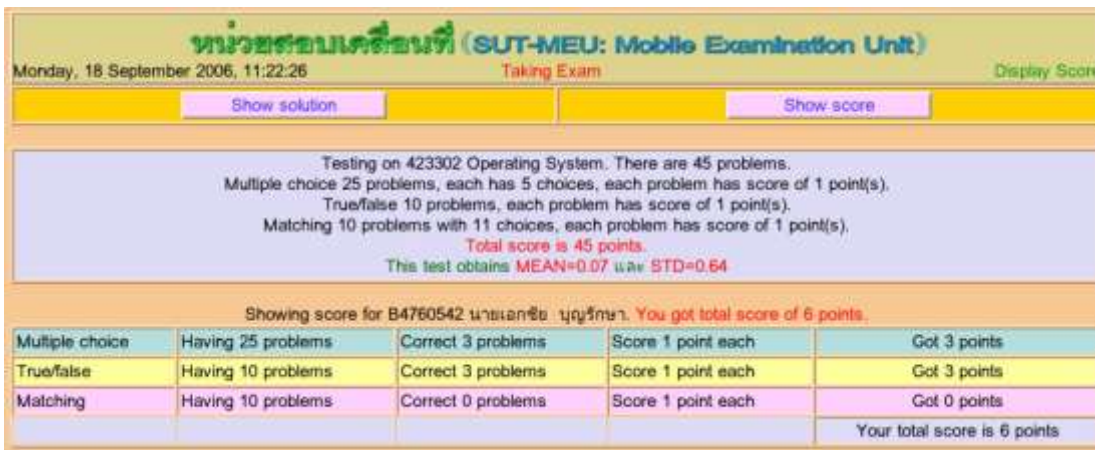 หน่วยสอบเคลื่อนที่ (SUT-MEU: Mobile Examination Unit)
Monday, 18 September 2006, 11:22:26 Taking Exam Display Score
Show solution Show score
Testing on 423302 Operating System. There are 45 problems.
Multiple choice 25 problems, each has 5 choices, each problem has score of 1 point(s).
True/false 10 problems, each problem has score of 1 point(s).
Matching 10 problems with 11 choices, each problem has score of 1 point(s).
Total score is 45 points.
This test obtains MEAN=0.07 และ STD=0.64
Showing score for B4760542 นายเอกชัย บุญรักษา. You got total score of 6 points.
Multiple choice Having 25 problems Correct 3 problems Score 1 point each Got 3 points
True/false Having 10 problems Correct 3 problems Score 1 point each Got 3 points
Matching Having 10 problems Correct 0 problems Score 1 point each Got 0 points
Your total score is 6 points